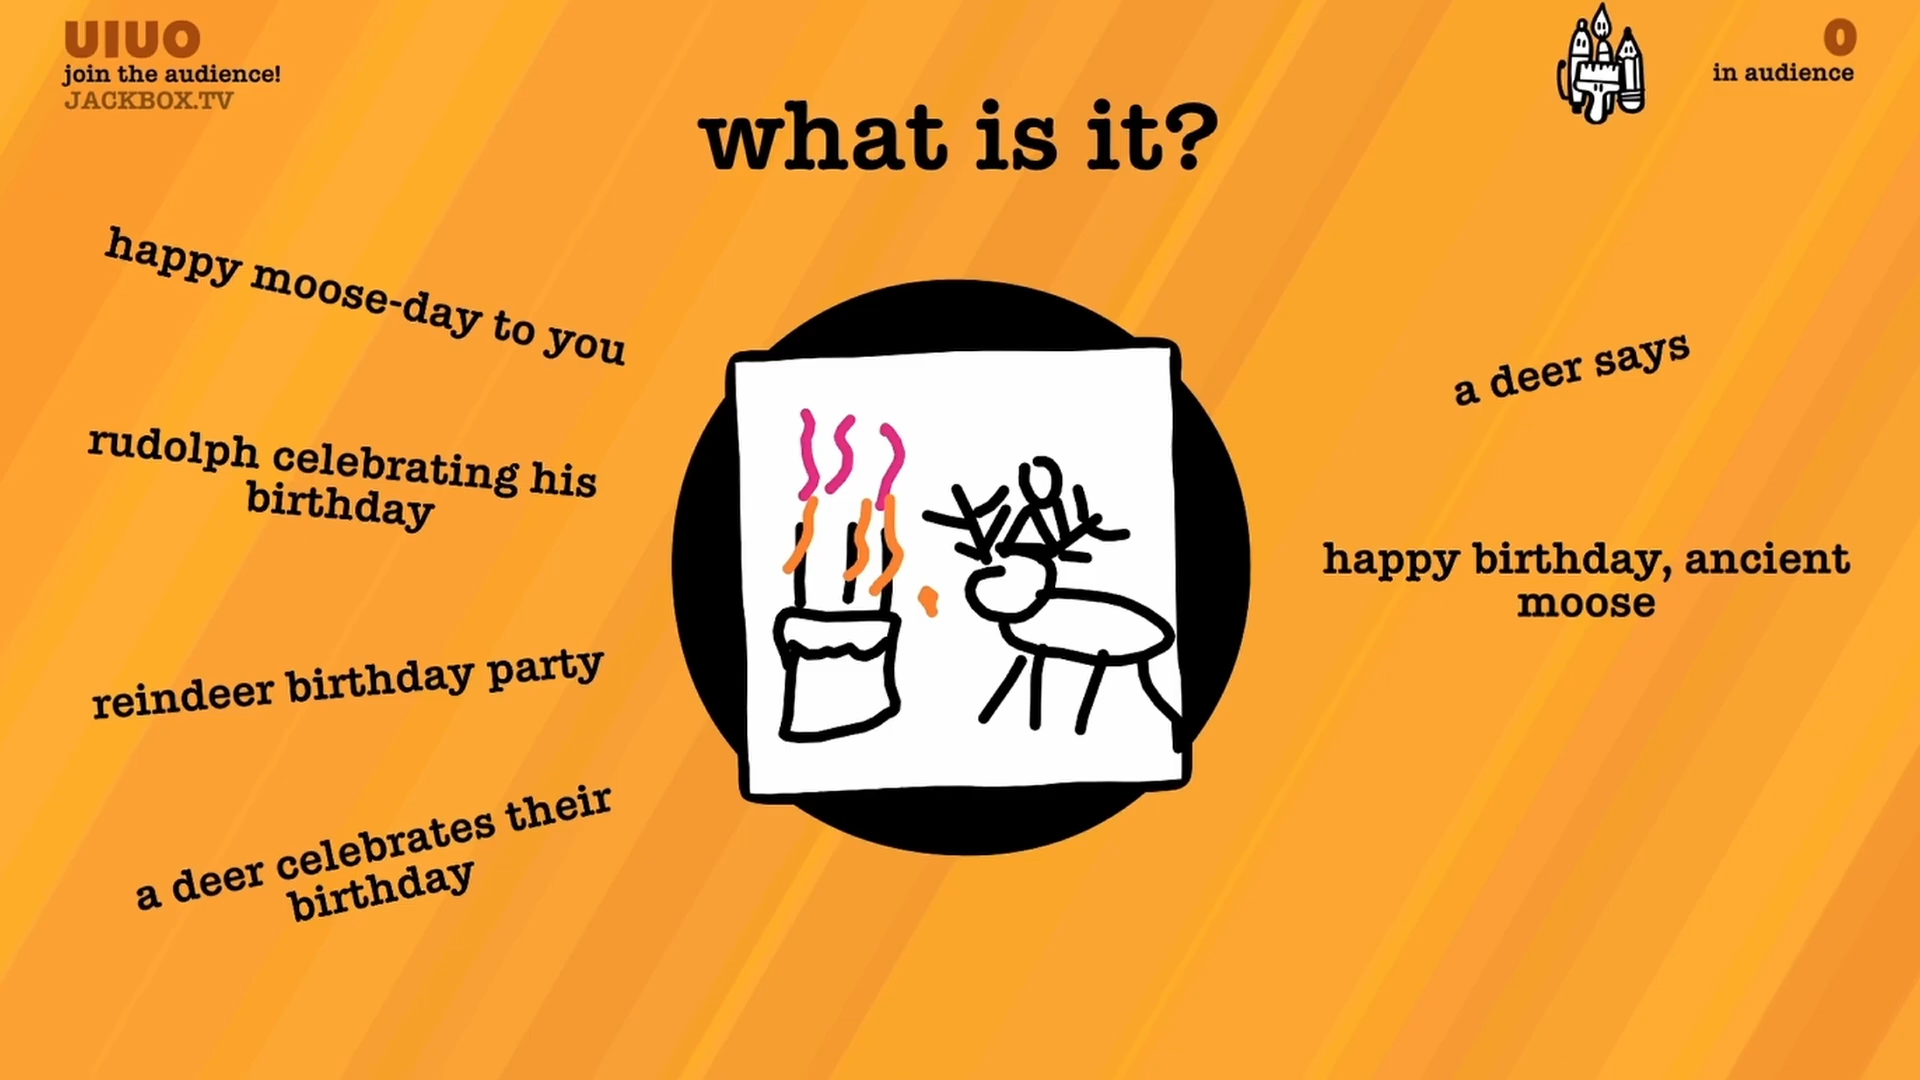 UIUO
join the audience!
JACKBOX.TV
0
in audience
what is it?
happy moose-day to you
rudolph celebrating his
birthday
reindeer birthday party
a deer celebrates their
birthday
a deer says
happy birthday, ancient
moose